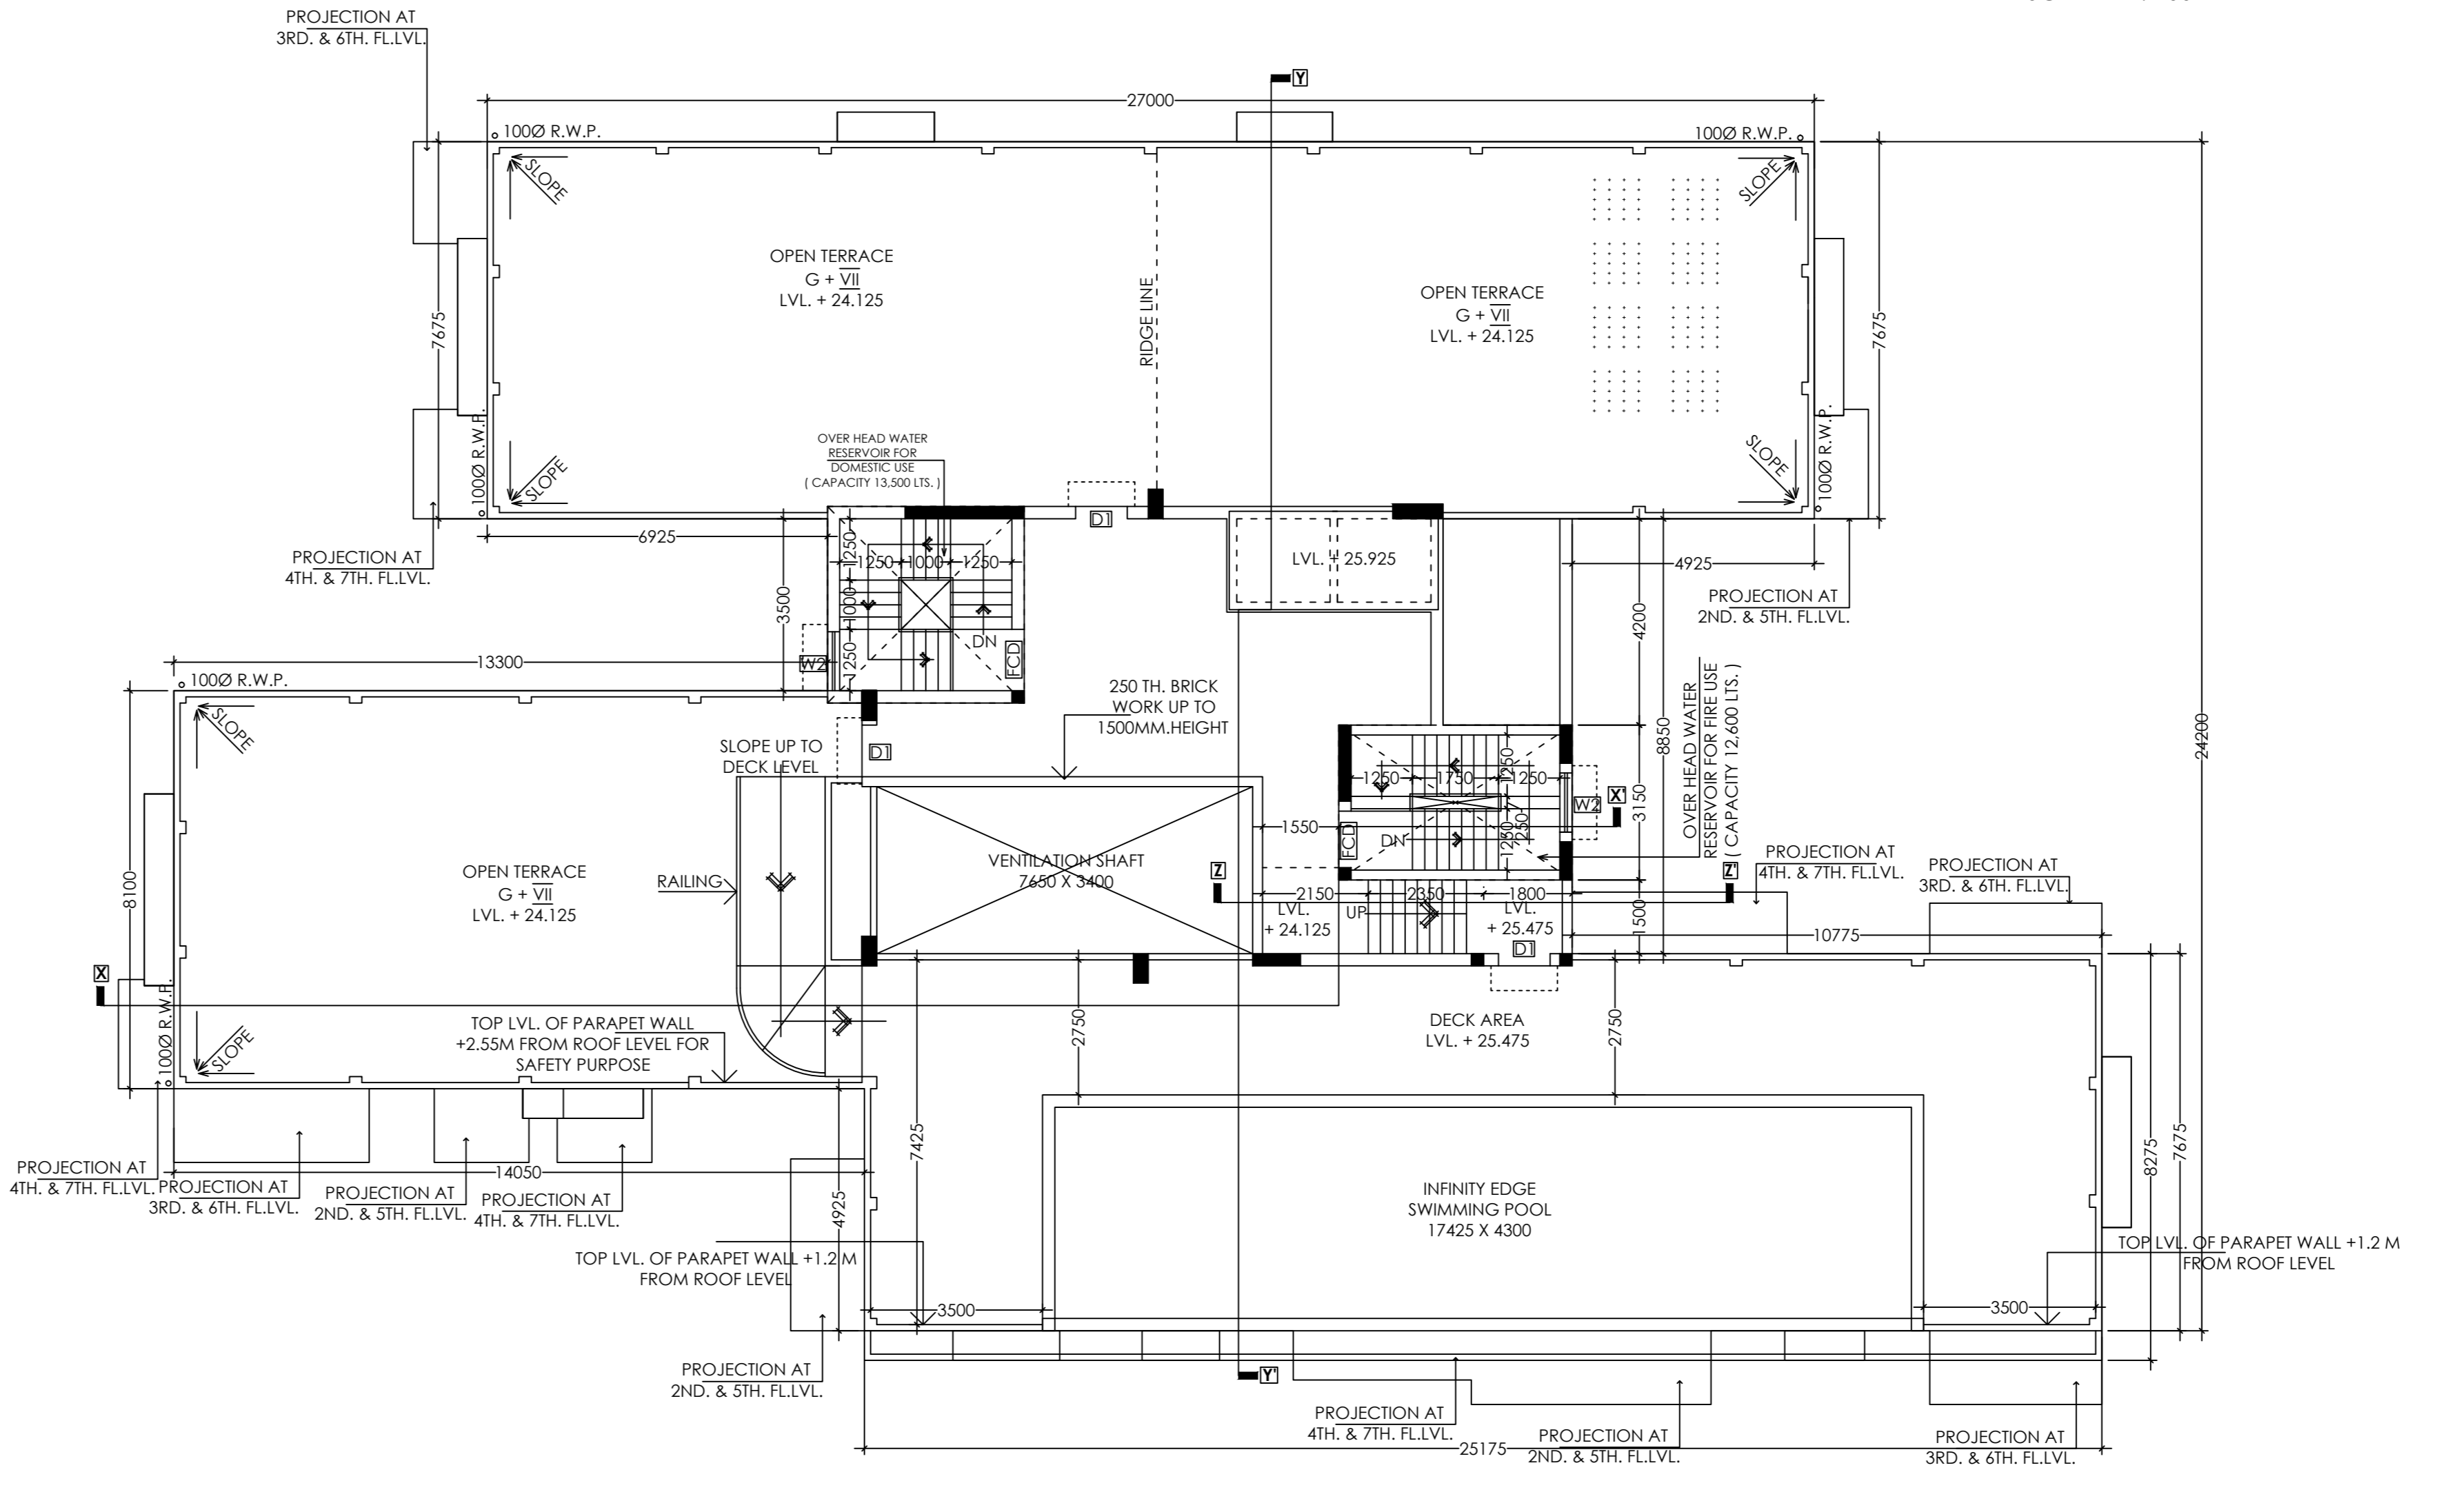 PROJECTION AT
3RD. & 6TH. FL.LVL.
Y
27000
100Ø R.W.P.
100Ø R.W.P.
SLOPE
SLOPE
OPEN TERRACE
G + VII
LVL. + 24.125
RIDGE LINE
OPEN TERRACE
G + VII
LVL. + 24.125
7675
7675
100Ø R.W.P.
SLOPE
OVER HEAD WATER
RESERVOIR FOR
DOMESTIC USE
( CAPACITY 13,500 LTS. )
SLOPE
100Ø R.W.P.
D1
6925
PROJECTION AT
4TH. & 7TH. FL.LVL.
1250
1250
1000
1250
LVL. + 25.925
4925
PROJECTION AT
2ND. & 5TH. FL.LVL.
3500
1000
4200
DN
FCD
W2
1250
13300
100Ø R.W.P.
SLOPE
250 TH. BRICK
WORK UP TO
1500MM.HEIGHT
SLOPE UP TO
DECK LEVEL
D1
8850
OVER HEAD WATER
RESERVOIR FOR FIRE USE
( CAPACITY 12,600 LTS. )
24200
1250
1250
1750
1250
W2
X'
3150
1550
FCD
DN
1250
250
VENTILATION SHAFT
7650 X 3400
Z
Z'
PROJECTION AT
4TH. & 7TH. FL.LVL.
PROJECTION AT
3RD. & 6TH. FL.LVL.
RAILING
OPEN TERRACE
G + VII
LVL. + 24.125
8100
2150
2350
1800
LVL.
+ 24.125
UP
LVL.
+ 25.475
D1
1500
10775
X
100Ø R.W.P.
SLOPE
TOP LVL. OF PARAPET WALL
+2.55M FROM ROOF LEVEL FOR
SAFETY PURPOSE
2750
DECK AREA
LVL. + 25.475
2750
7425
8275
7675
PROJECTION AT
4TH. & 7TH. FL.LVL.
PROJECTION AT
3RD. & 6TH. FL.LVL.
14050
PROJECTION AT
2ND. & 5TH. FL.LVL.
PROJECTION AT
4TH. & 7TH. FL.LVL.
4925
INFINITY EDGE
SWIMMING POOL
17425 X 4300
TOP LVL. OF PARAPET WALL +1.2 M
FROM ROOF LEVEL
TOP LVL. OF PARAPET WALL +1.2 M
FROM ROOF LEVEL
3500
3500
PROJECTION AT
2ND. & 5TH. FL.LVL.
Y'
PROJECTION AT
4TH. & 7TH. FL.LVL.
25175
PROJECTION AT
2ND. & 5TH. FL.LVL.
PROJECTION AT
3RD. & 6TH. FL.LVL.